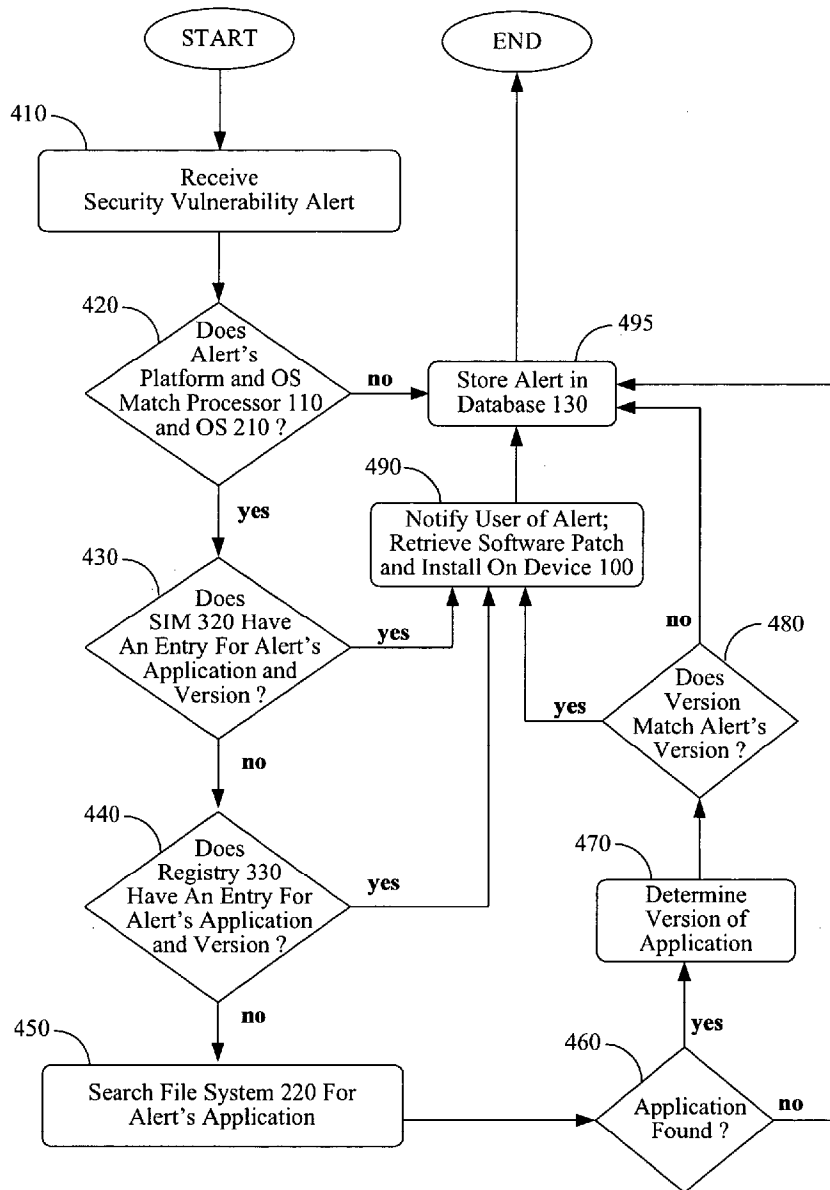 START
END
410
Receive
Security Vulnerability Alert
420
Does
Alert's
Platform and OS
Match Processor 110
and OS 210 ?
no
yes
495
Store Alert in
Database 130
490
Notify User of Alert;
Retrieve Software Patch
and Install On Device 100
430
Does
SIM 320 Have
An Entry For Alert's
Application and
Version ?
yes
no
no
480
Does
Version
Match Alert's
Version ?
yes
440
Does
Registry 330
Have An Entry For
Alert's Application
and Version ?
yes
no
470
Determine
Version of
Application
yes
450
Search File System 220 For
Alert's Application
460
Application
Found ?
no